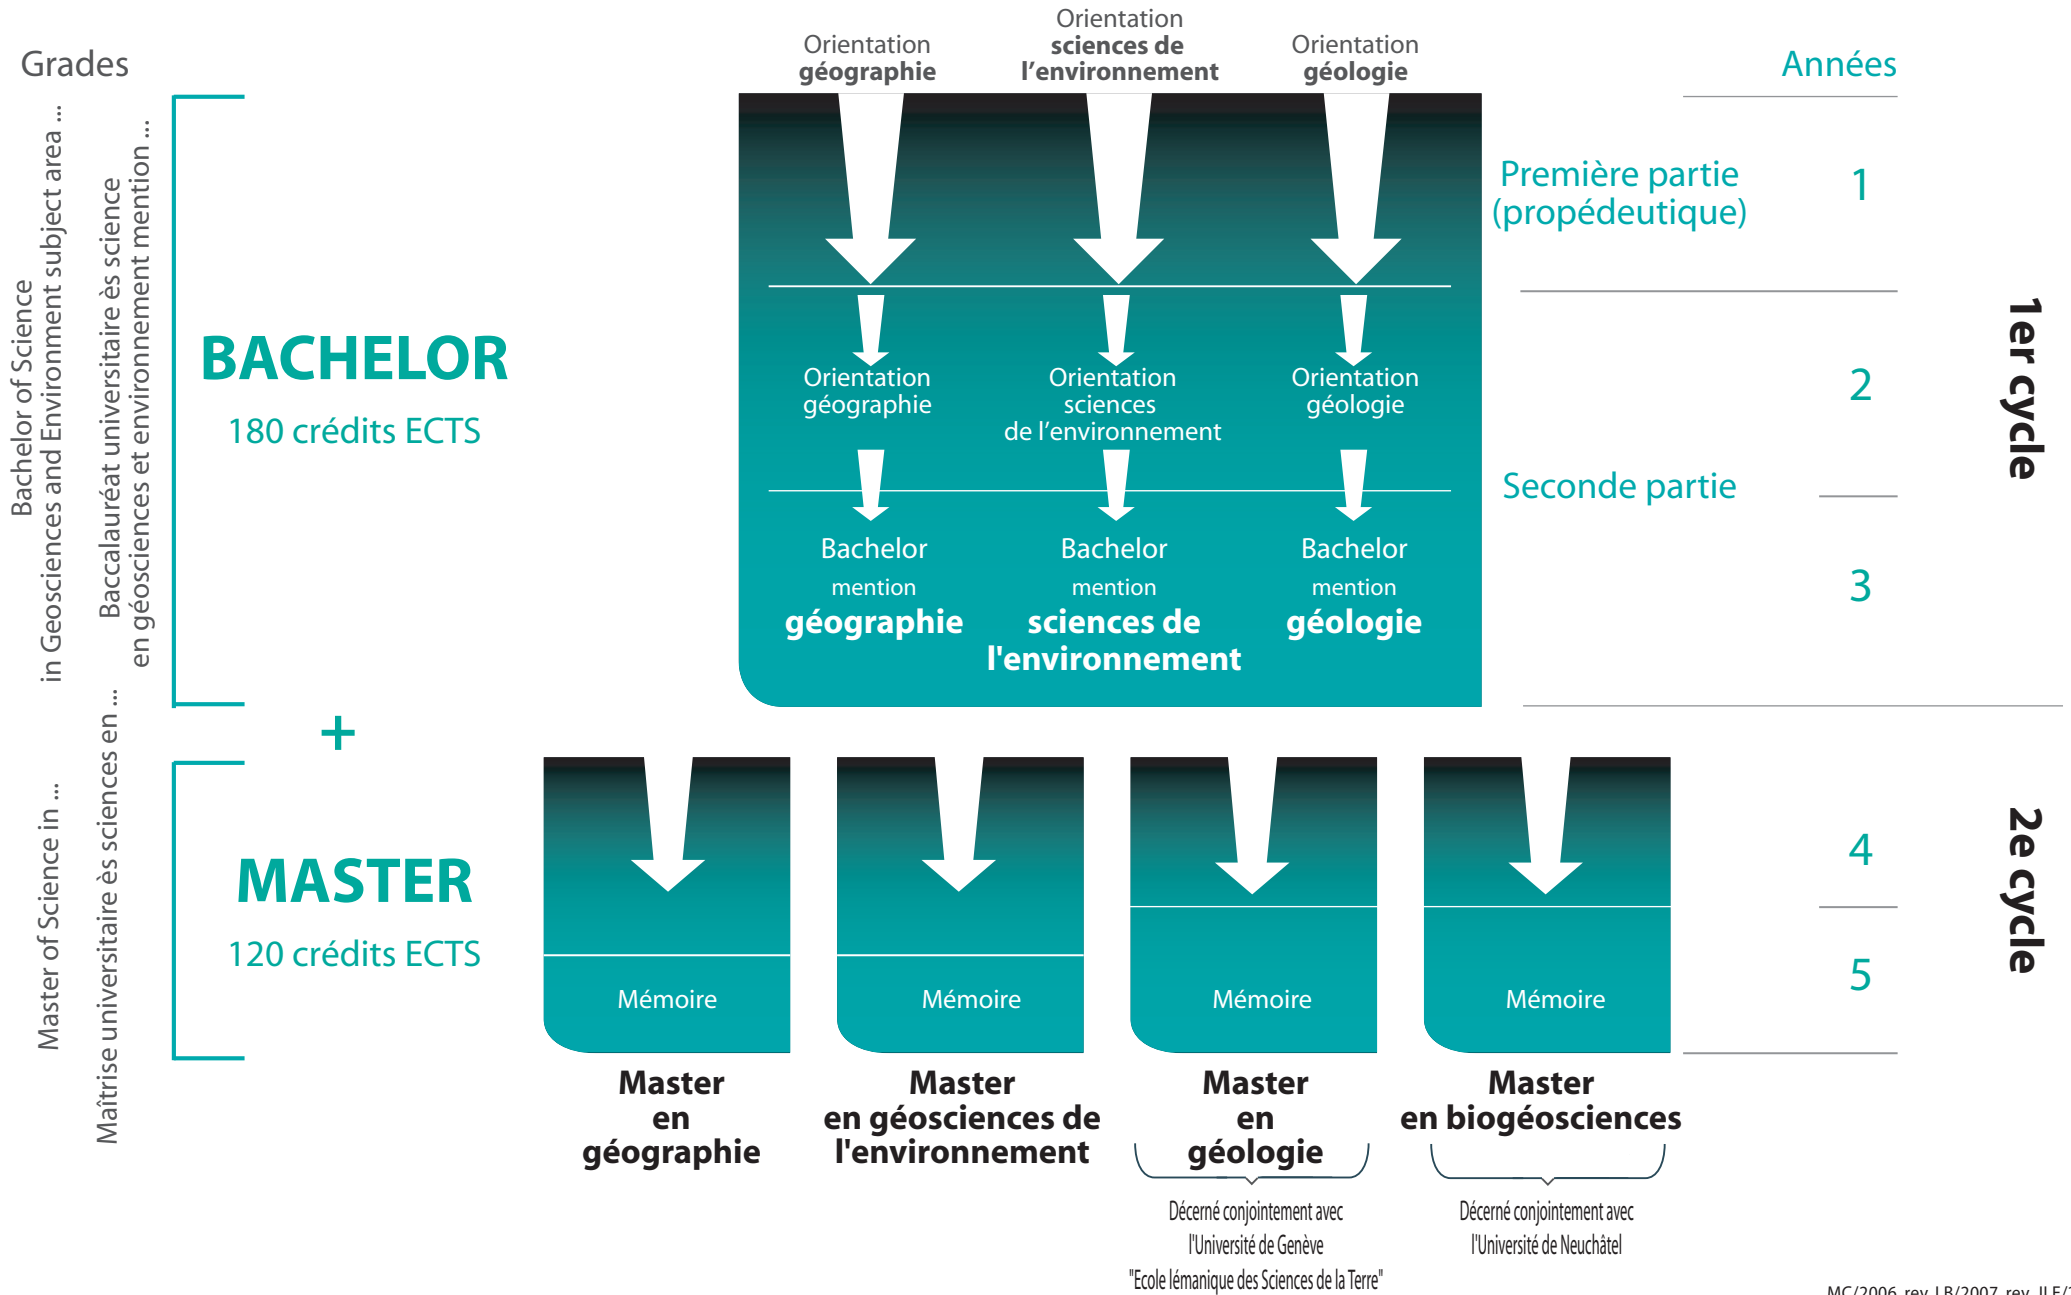 Grades
Orientation
géographie
Orientation
sciences de
l’environnement
Orientation
géologie
Années
Bachelor of Science
in Geosciences and Environment subject area ...
Baccalauréat universitaire ès science
en géosciences et environnement mention ...
BACHELOR
180 crédits ECTS
Première partie
(propédeutique)
1
Orientation
géographie
Orientation
sciences
de l’environnement
Orientation
géologie
2
Seconde partie
1er cycle
Bachelor
mention
géographie
Bachelor
mention
sciences de
l'environnement
Bachelor
mention
géologie
3
+
Master of Science in ...
Maîtrise universitaire ès sciences en ...
MASTER
120 crédits ECTS
4
5
2e cycle
Mémoire
Mémoire
Mémoire
Mémoire
Master
en
géographie
Master
en géosciences de
l'environnement
Master
en
géologie
Master
en biogéosciences
Décerné conjointement avec
l'Université de Genève
"Ecole lémanique des Sciences de la Terre"
Décerné conjointement avec
l'Université de Neuchâtel
MC/2006, rev. LB/2007, rev.